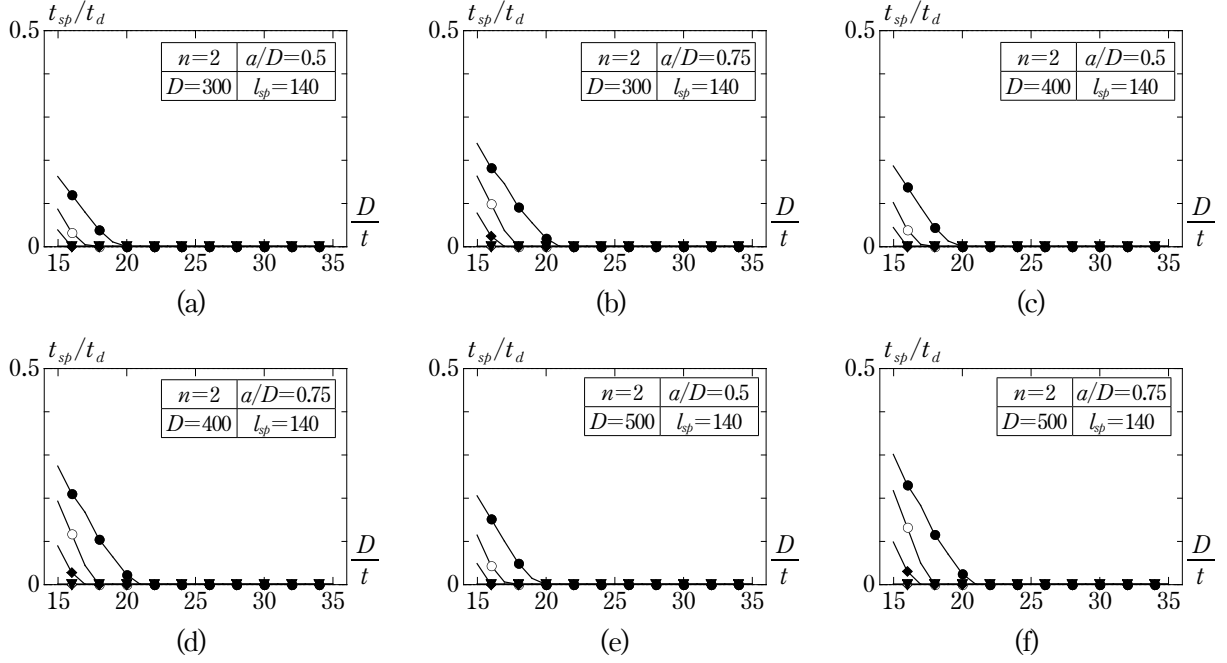 t_sp/t_d t_sp/t_d t_sp/t_d
0.5 0.5 0.5
n=2 a/D=0.5 n=2 a/D=0.75 n=2 a/D=0.5
D=300 l_sp=140 D=300 l_sp=140 D=400 l_sp=140
D D D
0 0 0
t t t
15 20 25 30 35 15 20 25 30 35 15 20 25 30 35
(a) (b) (c)
t_sp/t_d t_sp/t_d t_sp/t_d
0.5 0.5 0.5
n=2 a/D=0.75 n=2 a/D=0.5 n=2 a/D=0.75
D=400 l_sp=140 D=500 l_sp=140 D=500 l_sp=140
D D D
0 0 0
t t t
15 20 25 30 35 15 20 25 30 35 15 20 25 30 35
(d) (e) (f)